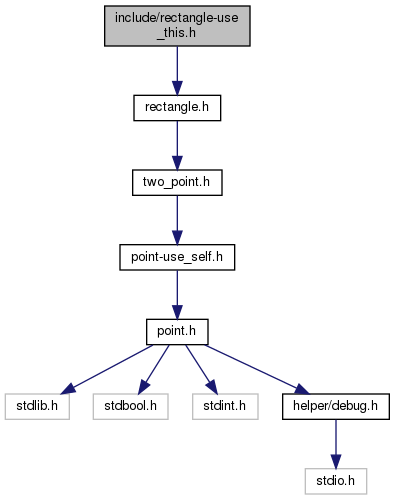 include/rectangle-use
_this.h
rectangle.h
two_point.h
point-use_self.h
point.h
stdlib.h
stdbool.h
stdint.h
helper/debug.h
stdio.h